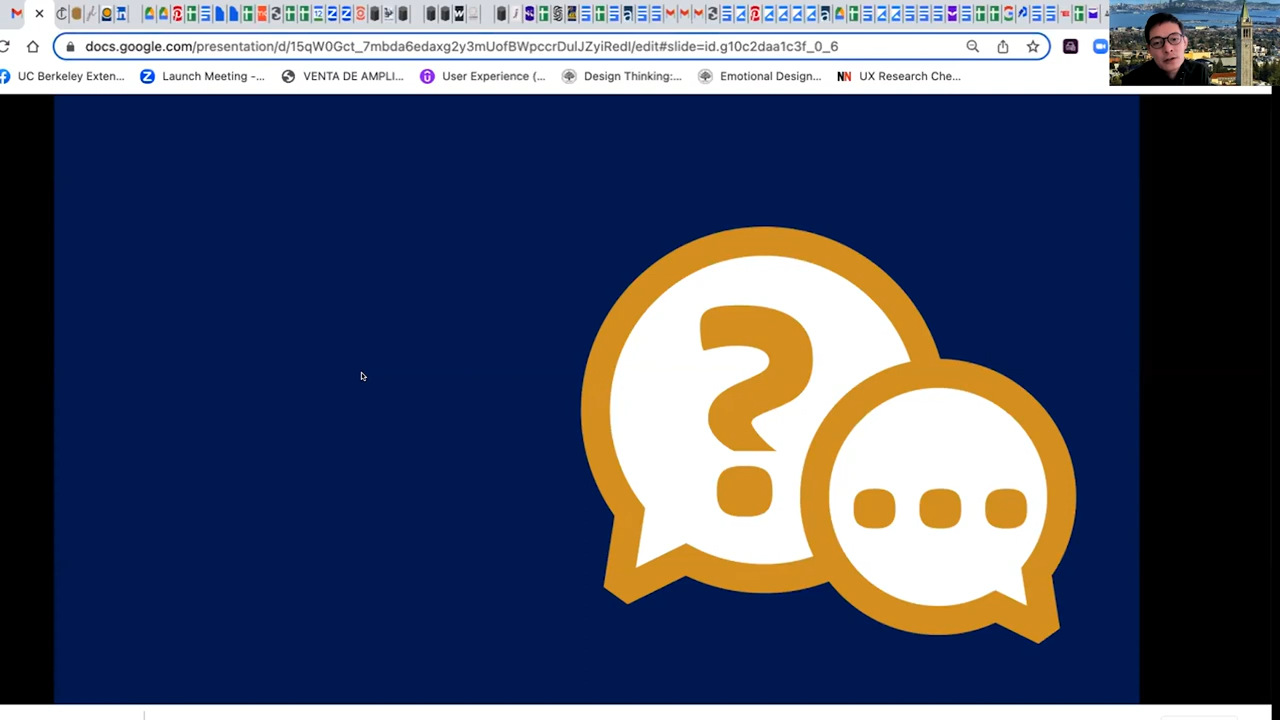 docs.google.com/presentation/d/15qW0Gct_7mbda6edaxg2y3mUofBWpccrDulJZyiRedI/edit#slide=id.g10c2daa1c3f_0_6
UC Berkeley Exten... Launch Meeting -... VENTA DE AMPLI... User Experience (... Design Thinking:... Emotional Design... NN UX Research Che...
?
...